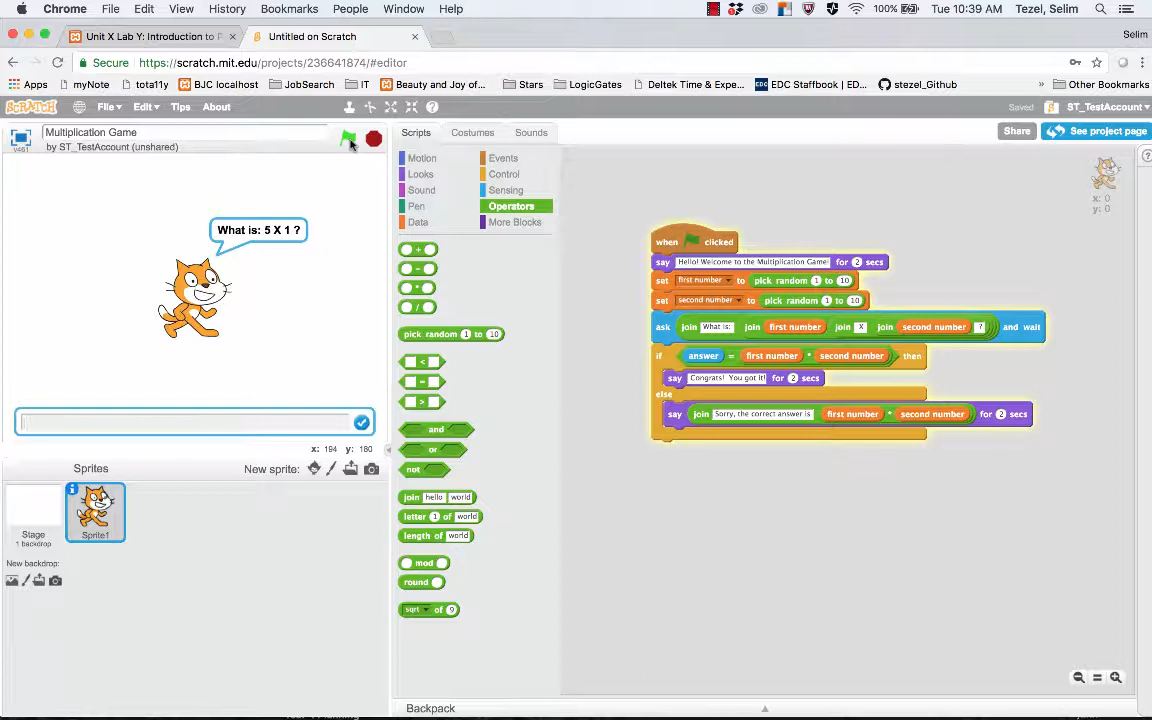 Chrome File Edit View History Bookmarks People Window Help 100% Tue 10:39 AM Tezel, Selim
Unit X Lab Y: Introduction to P × Untitled on Scratch × Selim
Secure https://scratch.mit.edu/projects/236641874/#editor
Apps myNote tota11y BJC localhost JobSearch IT Beauty and Joy of... Stars LogicGates Deltek Time & Expe... EDC EDC Staffbook | ED... stezel_Github » Other Bookmarks
SCRATCH File Edit Tips About Saved ST_TestAccount
Multiplication Game
by ST_TestAccount (unshared)
v461
Scripts Costumes Sounds
Share See project page
Motion Events
Looks Control
Sound Sensing
Pen Operators
Data More Blocks
x: 0
y: 0
What is: 5 X 1 ?
+
-
*
/
pick random 1 to 10
<
=
>
and
or
not
join hello world
letter 1 of world
length of world
mod
round
sqrt of 9
when clicked
say Hello! Welcome to the Multiplication Game! for 2 secs
set first number to pick random 1 to 10
set second number to pick random 1 to 10
ask join What is: join first number join X join second number ? and wait
if answer = first number * second number then
say Congrats! You got it! for 2 secs
else
say join Sorry, the correct answer is first number * second number for 2 secs
x: 194 y: 180
Sprites New sprite:
Stage
1 backdrop
Sprite1
New backdrop:
Backpack